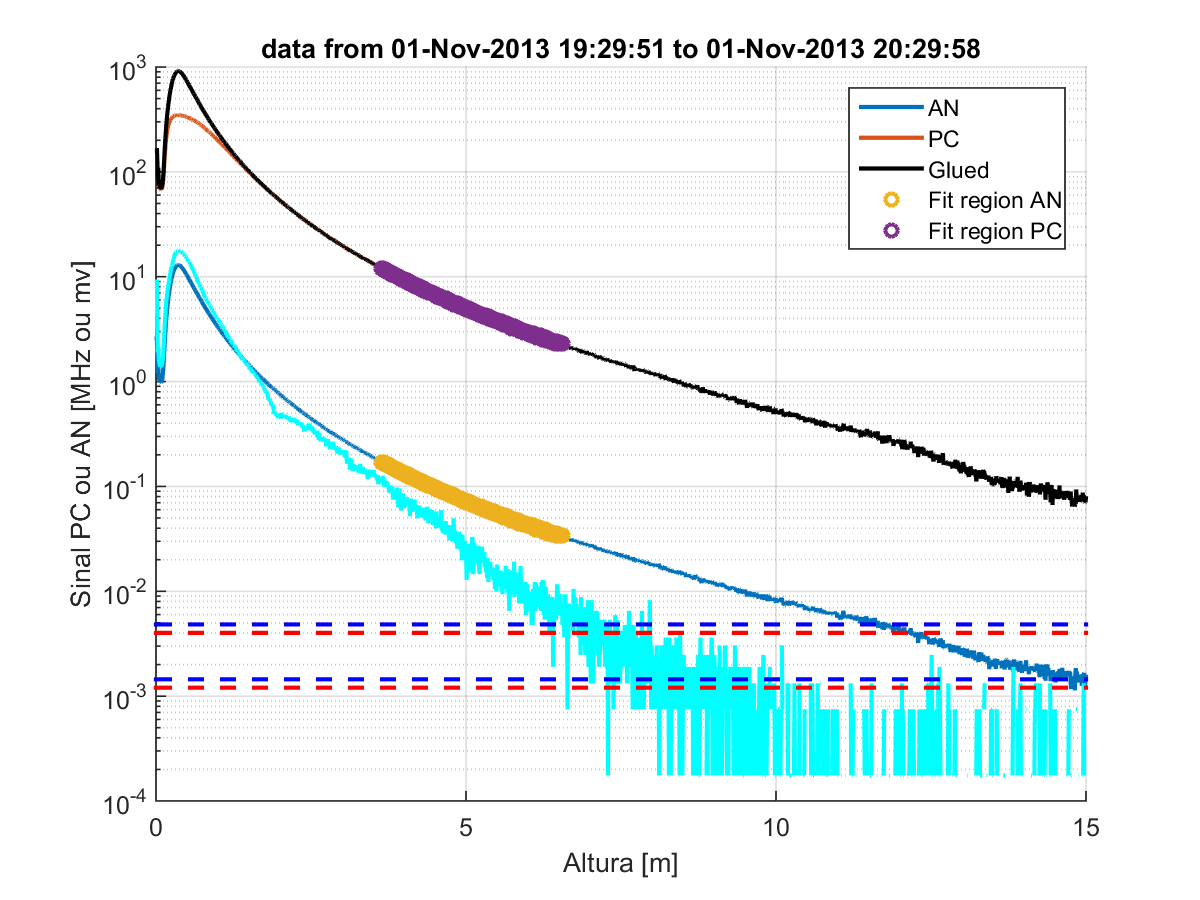 data from 01-Nov-2013 19:29:51 to 01-Nov-2013 20:29:58
Sinal PC ou AN [MHz ou mv]
10^3
10^2
10^1
10^0
10^-1
10^-2
10^-3
10^-4
AN
PC
Glued
Fit region AN
Fit region PC
0 5 10 15
Altura [m]